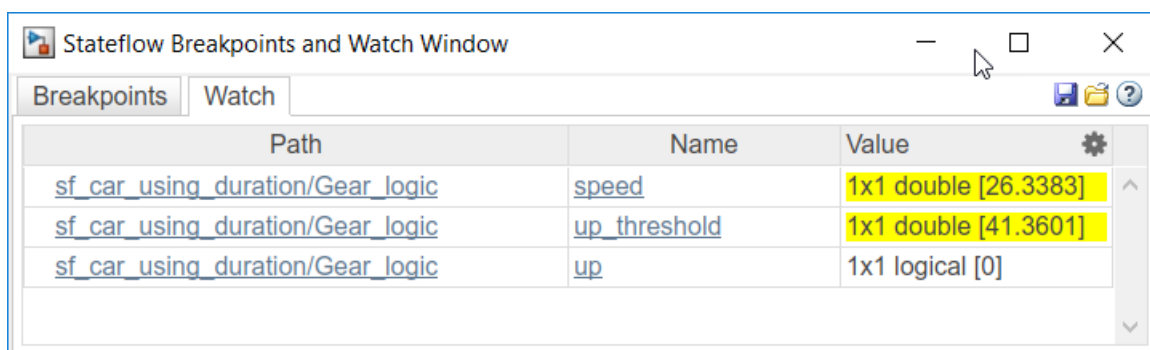 Stateflow Breakpoints and Watch Window
Breakpoints Watch
Path Name Value
sf_car_using_duration/Gear_logic speed 1x1 double [26.3383]
sf_car_using_duration/Gear_logic up_threshold 1x1 double [41.3601]
sf_car_using_duration/Gear_logic up 1x1 logical [0]